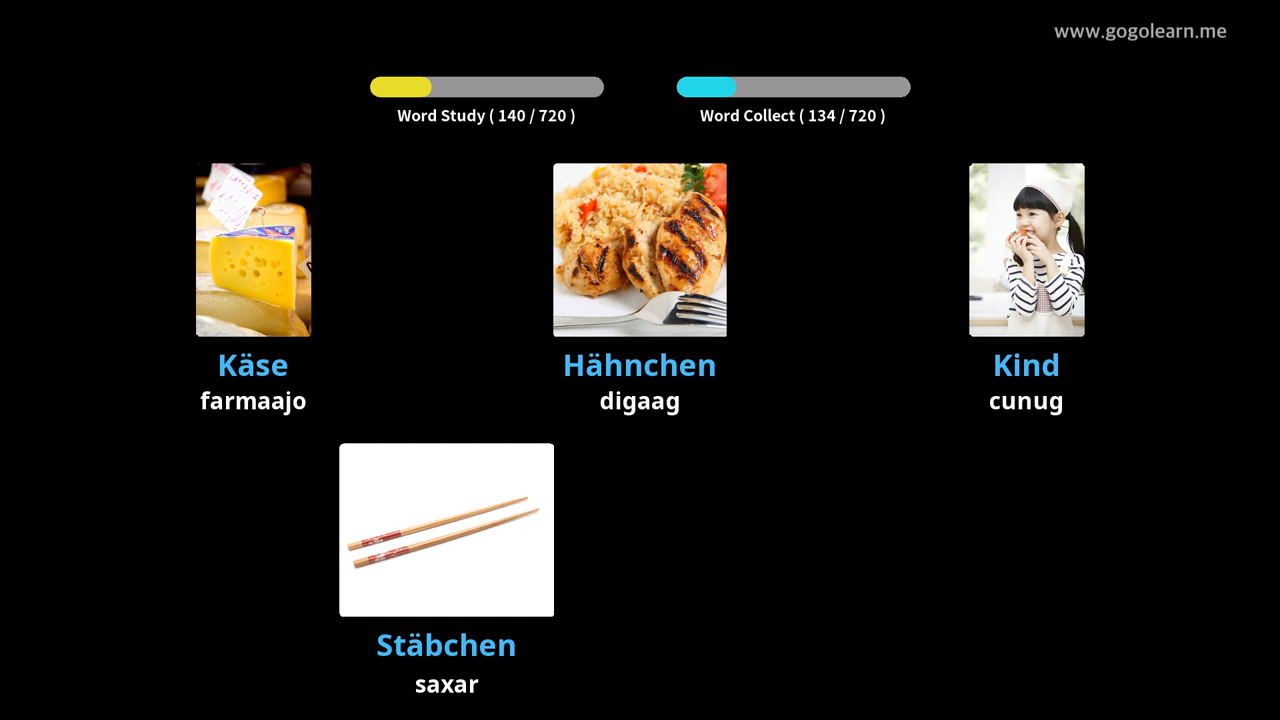 www.gogolearn.me
Word Study ( 140 / 720 )
Word Collect ( 134 / 720 )
Käse
farmaajo
Hähnchen
digaag
Kind
cunug
Stäbchen
saxar